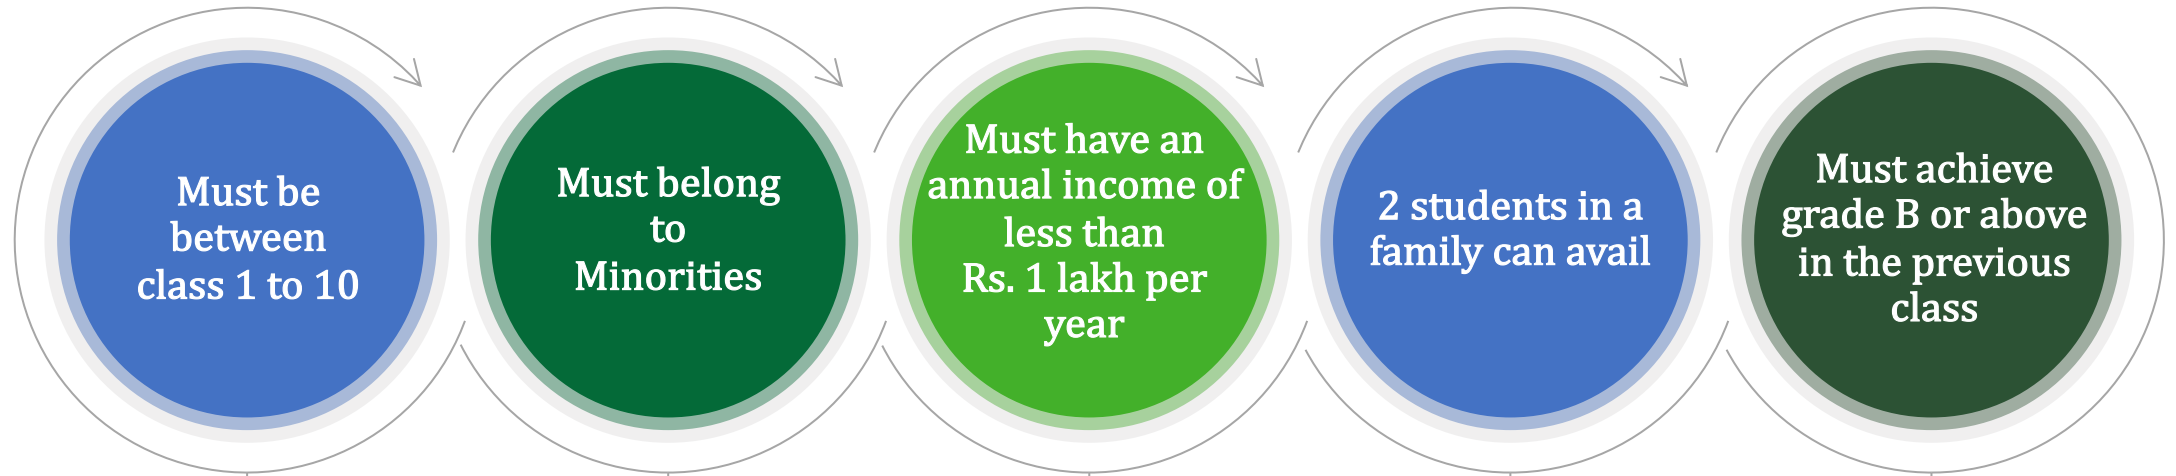 Must be
between
class 1 to 10
Must belong
to
Minorities
Must have an
annual income of
less than
Rs. 1 lakh per
year
2 students in a
family can avail
Must achieve
grade B or above
in the previous
class